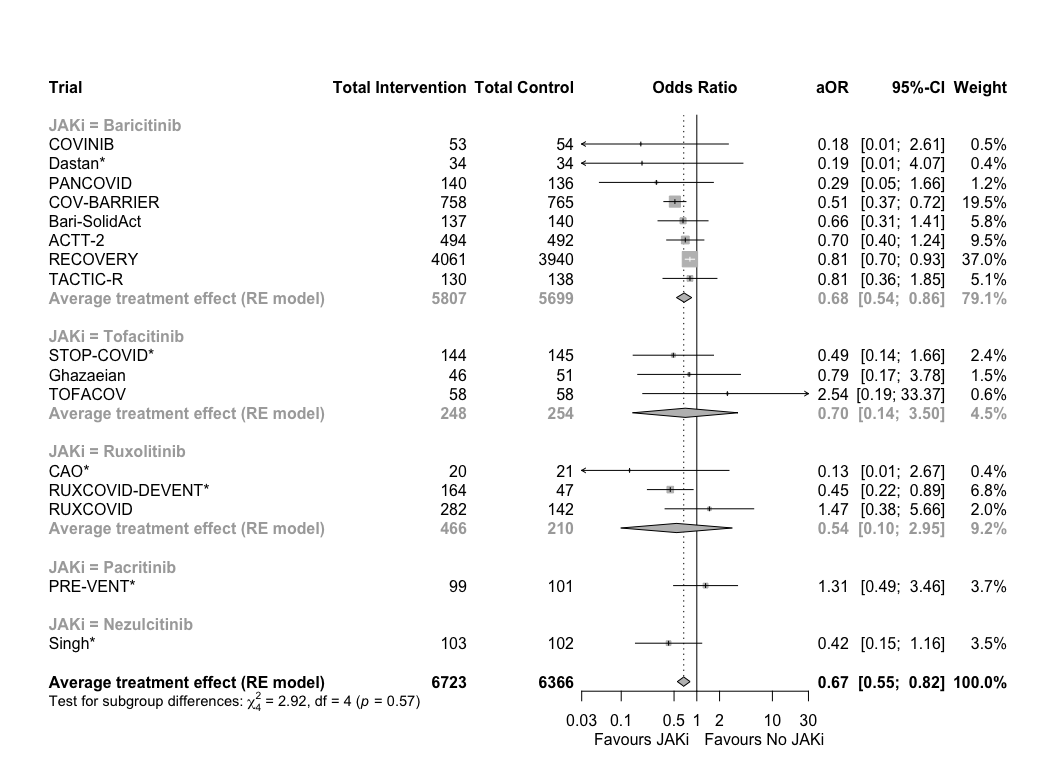 Trial Total Intervention Total Control Odds Ratio aOR 95%-CI Weight
JAKi = Baricitinib
COVINIB 53 54 0.18 [0.01; 2.61] 0.5%
Dastan* 34 34 0.19 [0.01; 4.07] 0.4%
PANCOVID 140 136 0.29 [0.05; 1.66] 1.2%
COV-BARRIER 758 765 0.51 [0.37; 0.72] 19.5%
Bari-SolidAct 137 140 0.66 [0.31; 1.41] 5.8%
ACTT-2 494 492 0.70 [0.40; 1.24] 9.5%
RECOVERY 4061 3940 0.81 [0.70; 0.93] 37.0%
TACTIC-R 130 138 0.81 [0.36; 1.85] 5.1%
Average treatment effect (RE model) 5807 5699 0.68 [0.54; 0.86] 79.1%
JAKi = Tofacitinib
STOP-COVID* 144 145 0.49 [0.14; 1.66] 2.4%
Ghazaeian 46 51 0.79 [0.17; 3.78] 1.5%
TOFACOV 58 58 2.54 [0.19; 33.37] 0.6%
Average treatment effect (RE model) 248 254 0.70 [0.14; 3.50] 4.5%
JAKi = Ruxolitinib
CAO* 20 21 0.13 [0.01; 2.67] 0.4%
RUXCOVID-DEVENT* 164 47 0.45 [0.22; 0.89] 6.8%
RUXCOVID 282 142 1.47 [0.38; 5.66] 2.0%
Average treatment effect (RE model) 466 210 0.54 [0.10; 2.95] 9.2%
JAKi = Pacritinib
PRE-VENT* 99 101 1.31 [0.49; 3.46] 3.7%
JAKi = Nezulcitinib
Singh* 103 102 0.42 [0.15; 1.16] 3.5%
Average treatment effect (RE model) 6723 6366 0.67 [0.55; 0.82] 100.0%
Test for subgroup differences: χ²₄ = 2.92, df = 4 (p = 0.57)
0.03 0.1 0.5 1 2 10 30
Favours JAKi Favours No JAKi